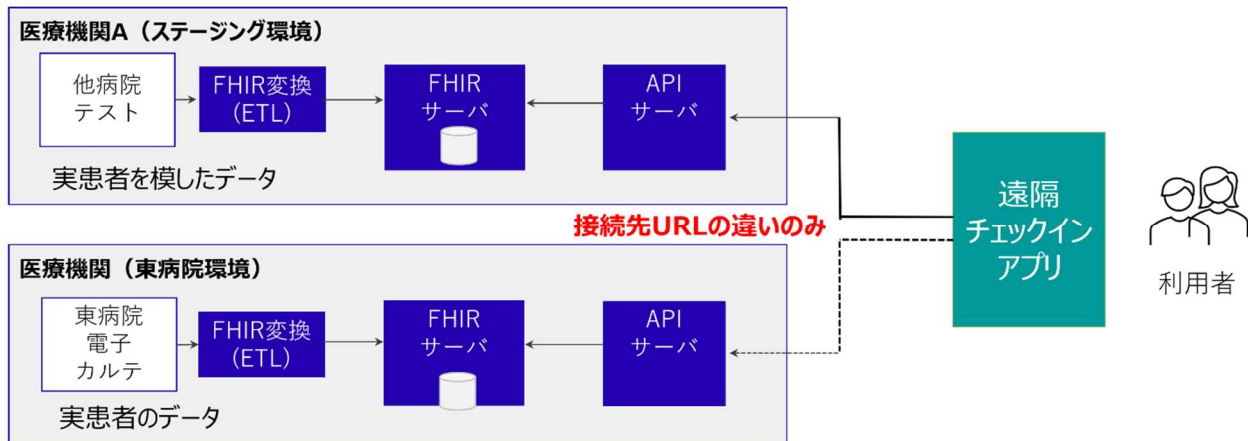 医療機関A（ステージング環境）
他病院
テスト
FHIR変換
(ETL)
FHIR
サーバ
API
サーバ
実患者を模したデータ
接続先URLの違いのみ
医療機関（東病院環境）
東病院
電子
カルテ
FHIR変換
(ETL)
FHIR
サーバ
API
サーバ
実患者のデータ
遠隔
チェックイン
アプリ
利用者